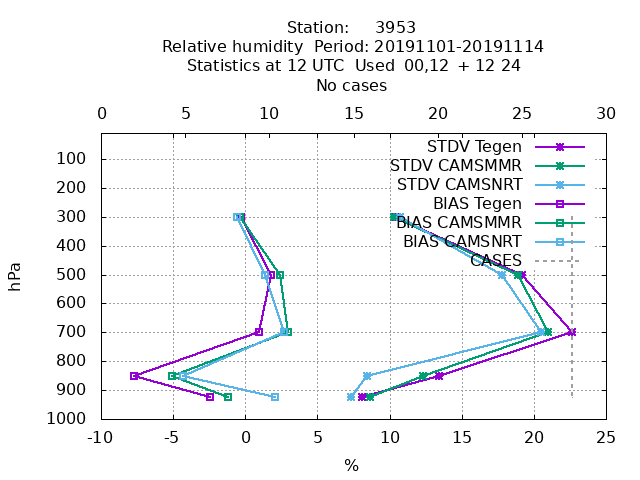 Station: 3953
Relative humidity Period: 20191101-20191114
Statistics at 12 UTC Used 00,12 + 12 24
No cases
0 5 10 15 20 25 30
STDV Tegen
STDV CAMSMMR
STDV CAMSNRT
BIAS Tegen
BIAS CAMSMMR
BIAS CAMSNRT
CASES
100
200
300
400
500
600
700
800
900
1000
hPa
-10 -5 0 5 10 15 20 25
%